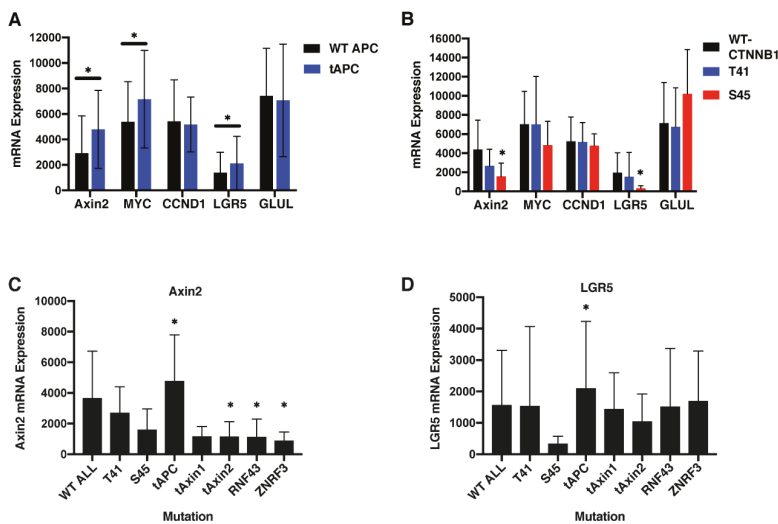 A
12000
10000
8000
6000
4000
2000
0
mRNA Expression
*
*
*
Axin2 MYC CCND1 LGR5 GLUL
WT APC
tAPC
B
16000
14000
12000
10000
8000
6000
4000
2000
0
mRNA Expression
*
*
Axin2 MYC CCND1 LGR5 GLUL
WT-
CTNNB1
T41
S45
C
Axin2
10000
8000
6000
4000
2000
0
Axin2 mRNA Expression
*
*
*
*
WT ALL
T41
S45
tAPC
tAxin1
tAxin2
RNF43
ZNRF3
Mutation
D
LGR5
5000
4000
3000
2000
1000
0
LGR5 mRNA Expression
*
WT ALL
T41
S45
tAPC
tAxin1
tAxin2
RNF43
ZNRF3
Mutation